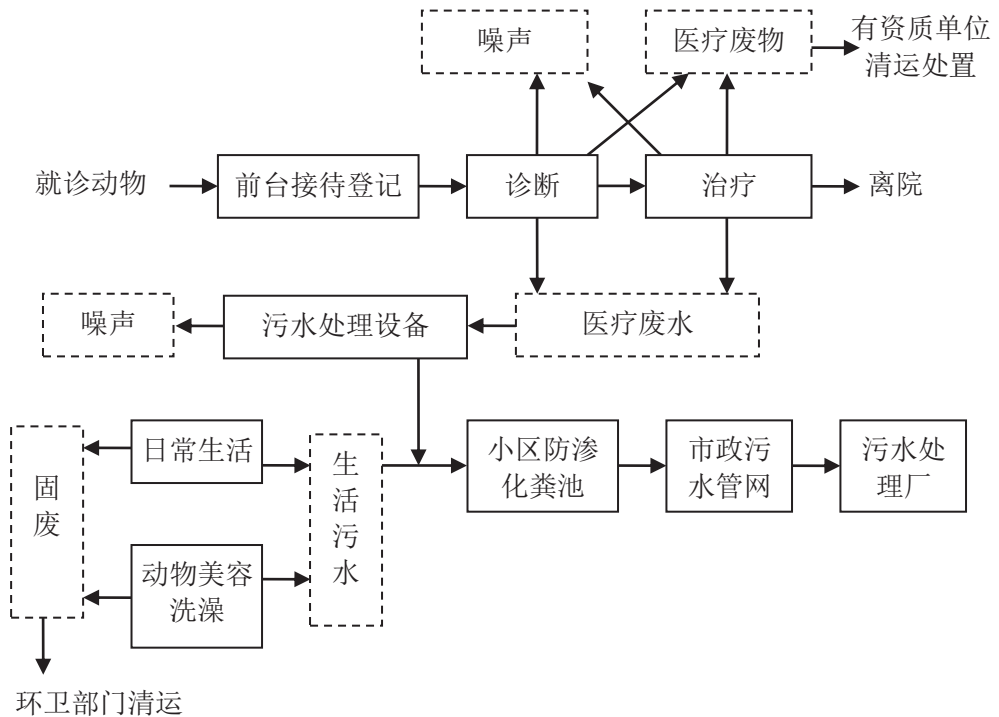 噪声
医疗废物
有资质单位
清运处置
就诊动物
前台接待登记
诊断
治疗
离院
噪声
污水处理设备
医疗废水
固
废
日常生活
动物美容
洗澡
生
活
污
水
小区防渗
化粪池
市政污
水管网
污水处
理厂
环卫部门清运